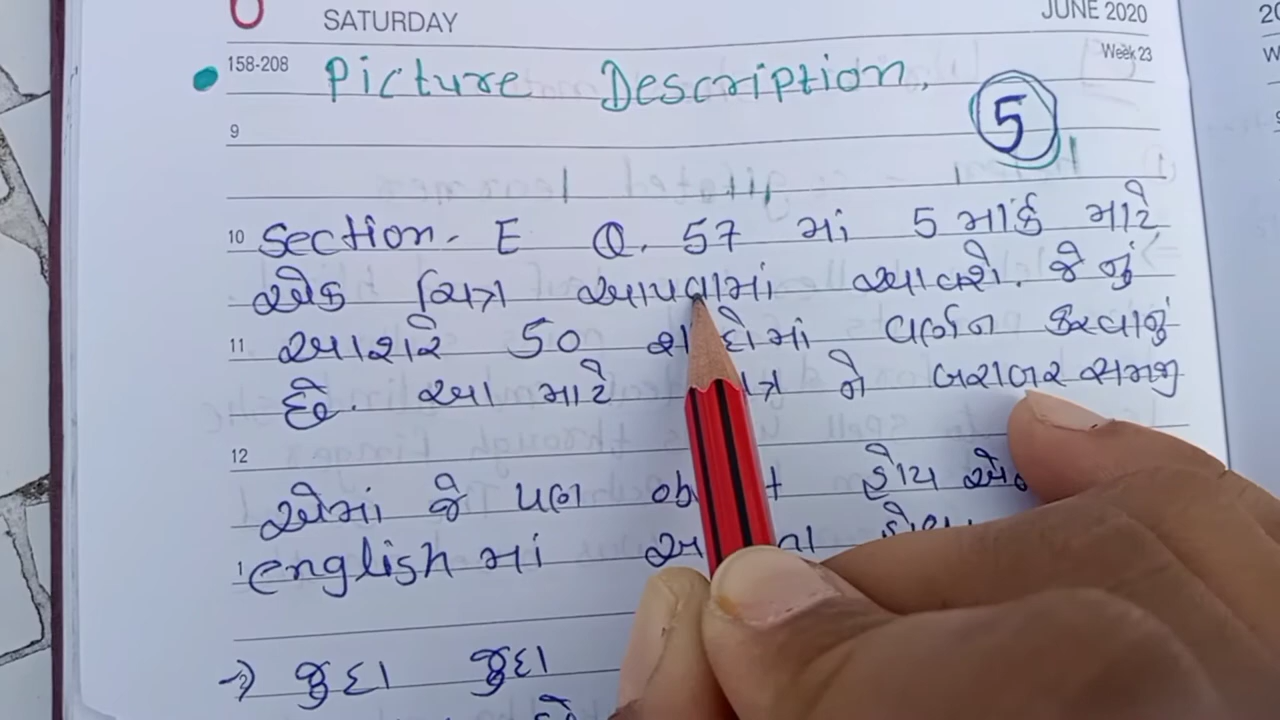 SATURDAY
JUNE 2020
158-208
Week 23
Picture Description.
5
9
10 Section - E Q. 57 માં 5 માર્ક માટે
એક ચિત્ર આપવામાં આવશે. જેનું
11 આશરે 50 શબ્દોમાં વર્ણન કરવાનું
છે. આ માટે ને બરાબર સમજી
12
એમાં જે પણ object હોય
1 english માં
→ જુદા જુદા